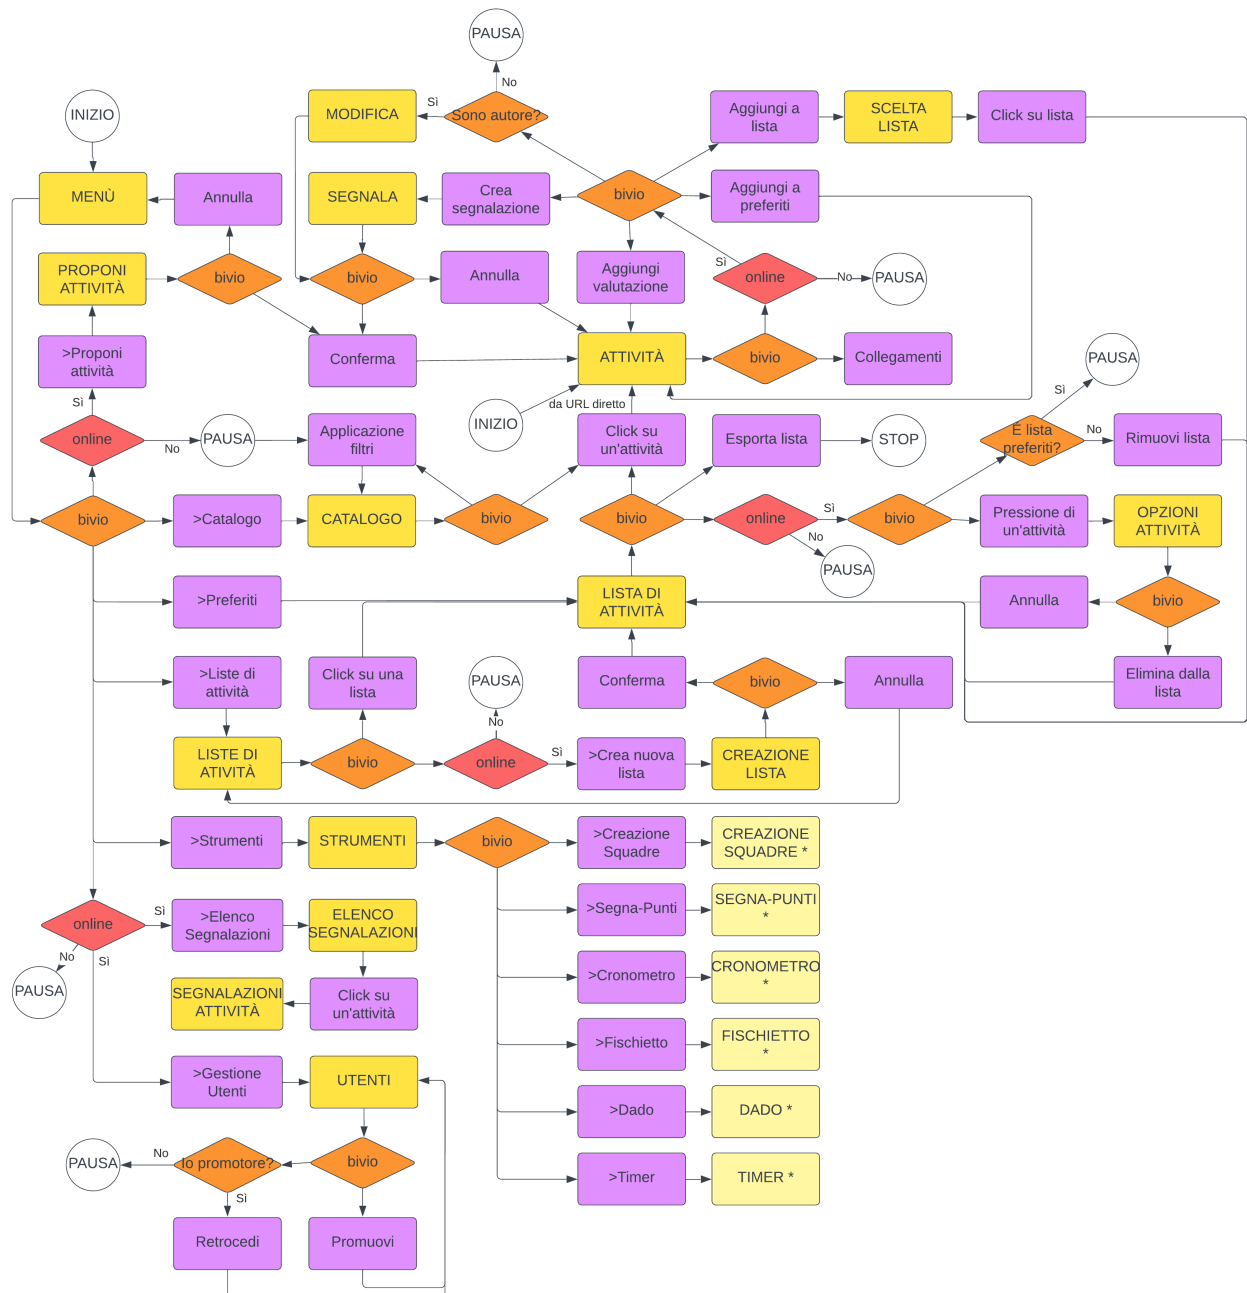 PAUSA
INIZIO
MODIFICA
Sì
Sono autore?
No
Aggiungi a
lista
SCELTA
LISTA
Click su lista
MENÙ
Annulla
SEGNALA
Crea
segnalazione
bivio
Aggiungi a
preferiti
PROPONI
ATTIVITÀ
bivio
bivio
Annulla
Aggiungi
valutazione
Sì
online
No
PAUSA
>Proponi
attività
Conferma
ATTIVITÀ
bivio
Collegamenti
PAUSA
Sì
Sì
online
No
PAUSA
Applicazione
filtri
INIZIO
da URL diretto
Click su
un'attività
Esporta lista
STOP
É lista
preferiti?
No
Rimuovi lista
bivio
>Catalogo
CATALOGO
bivio
bivio
online
Sì
No
PAUSA
bivio
Pressione di
un'attività
OPZIONI
ATTIVITÀ
>Preferiti
LISTA DI
ATTIVITÀ
Annulla
bivio
>Liste di
attività
Click su una
lista
PAUSA
No
Conferma
bivio
Annulla
Elimina dalla
lista
LISTE DI
ATIVITÀ
bivio
online
Sì
>Crea nuova
lista
CREAZIONE
LISTA
>Strumenti
STRUMENTI
bivio
>Creazione
Squadre
CREAZIONE
SQUADRE *
online
Sì
No
Sì
PAUSA
>Elenco
Segnalazioni
ELENCO
SEGNALAZIONI
>Segna-Punti
SEGNA-PUNTI
*
SEGNALAZIONI
ATTIVITÀ
Click su
un'attività
>Cronometro
CRONOMETRO
*
>Fischietto
FISCHIETTO
*
>Gestione
Utenti
UTENTI
>Dado
DADO *
PAUSA
No
Io promotore?
Sì
bivio
>Timer
TIMER *
Retrocedi
Promuovi